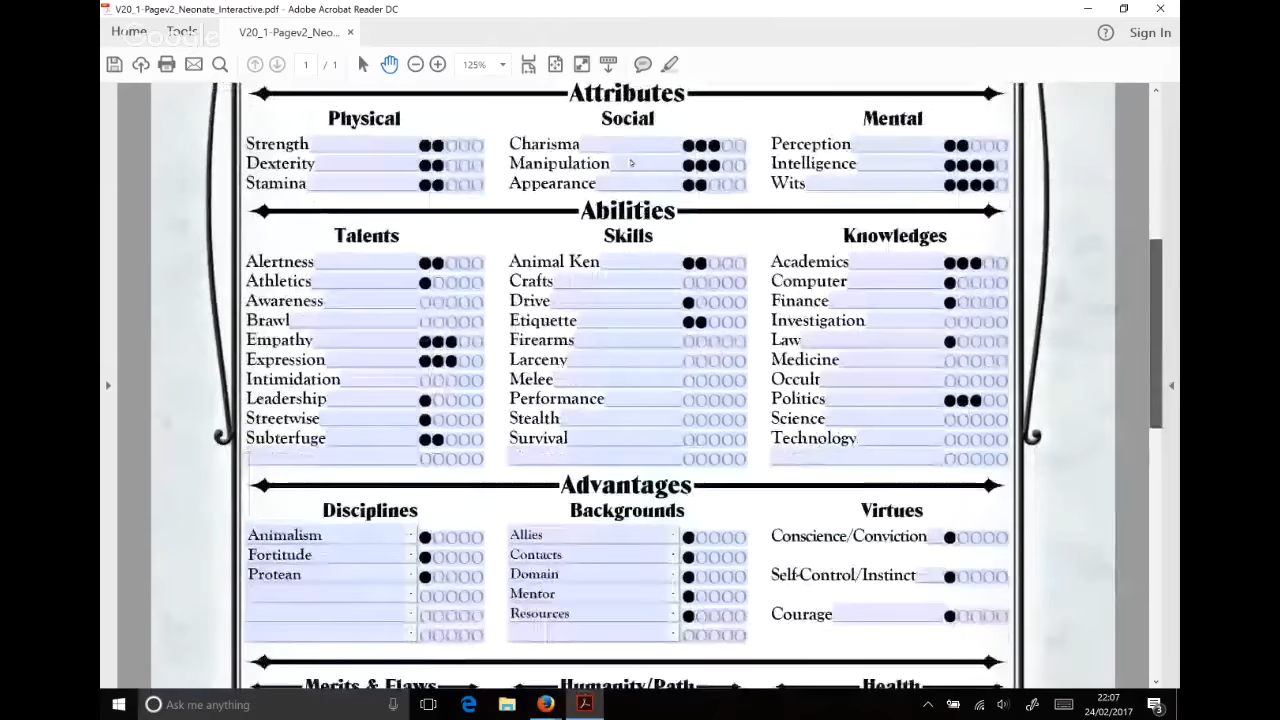 V20_1-Pagev2_Neonate_Interactive.pdf - Adobe Acrobat Reader DC
Home Tools V20_1-Pagev2_Neo... Sign In
Google
1 / 1 125%
Attributes
Physical Social Mental
Strength Charisma Perception
Dexterity Manipulation Intelligence
Stamina Appearance Wits
Abilities
Talents Skills Knowledges
Alertness Animal Ken Academics
Athletics Crafts Computer
Awareness Drive Finance
Brawl Etiquette Investigation
Empathy Firearms Law
Expression Larceny Medicine
Intimidation Melee Occult
Leadership Performance Politics
Streetwise Stealth Science
Subterfuge Survival Technology
Advantages
Disciplines Backgrounds Virtues
Animalism Allies Conscience/Conviction
Fortitude Contacts
Protean Domain Self-Control/Instinct
Mentor
Resources Courage
Merits & Flaws Humanity/Path Health
Ask me anything
22:07
24/02/2017
3